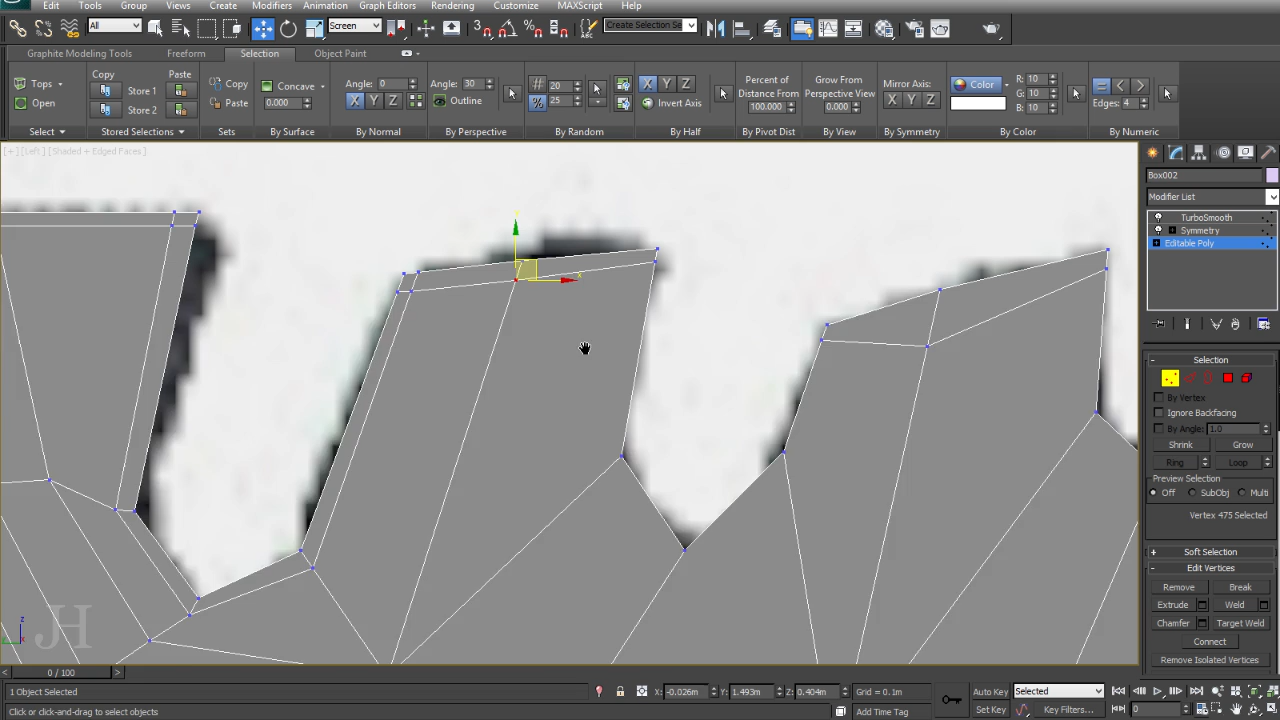 Edit Tools Group Views Create Modifiers Animation Graph Editors Rendering Customize MAXScript Help
All Screen 3 Create Selection Se
Graphite Modeling Tools Freeform Selection Object Paint
Tops Copy Paste Copy Concave Angle: 0 Angle: 30 # 20 X Y Z Percent of Grow From Mirror Axis: Color R: 10 = < >
Open Store 1 Paste 0.000 X Y Z Outline % 25 Invert Axis Distance From Perspective View X Y Z G: 10 Edges: 4
Store 2 100.000 0.000 B: 10
Select Stored Selections Sets By Surface By Normal By Perspective By Random By Half By Pivot Dist By View By Symmetry By Color By Numeric
[+] [Left] [Shaded + Edged Faces]
Box002
Modifier List
TurboSmooth
Symmetry
Editable Poly
Selection
By Vertex
Ignore Backfacing
By Angle: 1.0
Shrink Grow
Ring Loop
Preview Selection
Off SubObj Multi
Vertex 475 Selected
Soft Selection
Edit Vertices
Remove Break
Extrude Weld
Chamfer Target Weld
Connect
Remove Isolated Vertices
x
z
JH
< 0 / 100 >
1 Object Selected X: -0.026m Y: 1.493m Z: 0.404m Grid = 0.1m Auto Key Selected
Click or click-and-drag to select objects Add Time Tag Set Key Key Filters... 0